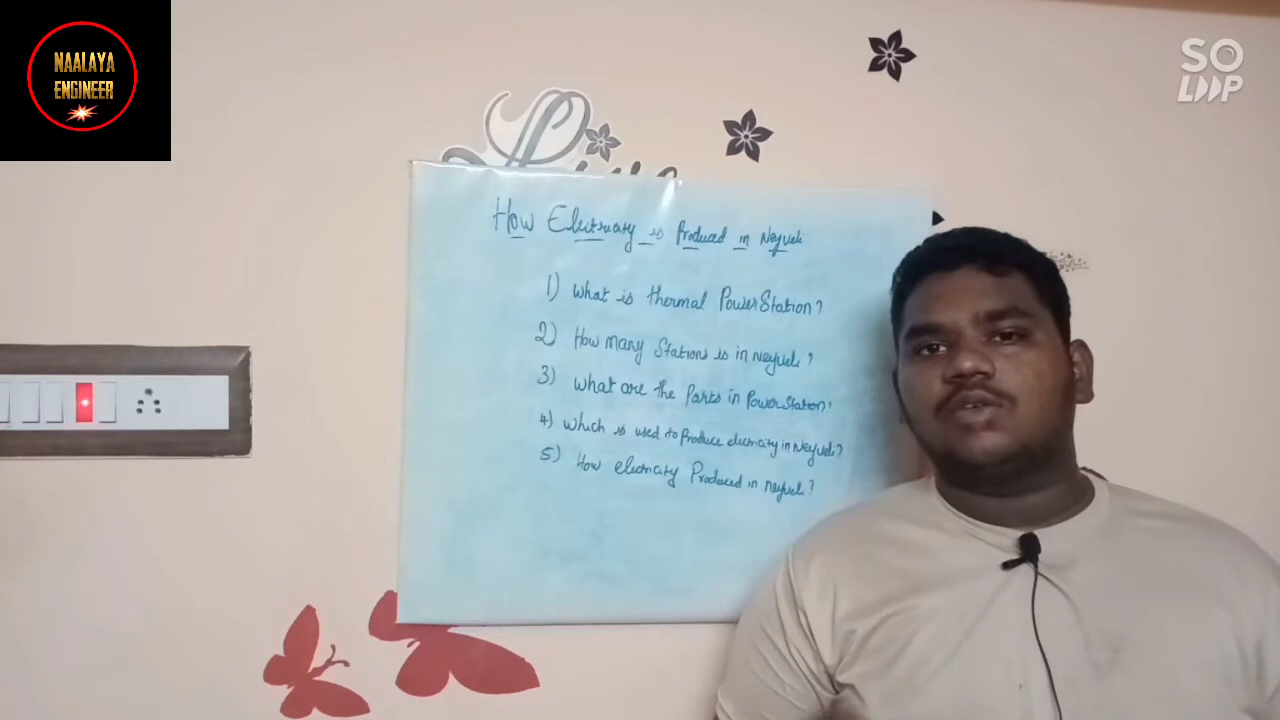 NAALAYA
ENGINEER
SO
LOOP
How Electricity is Produced in Neyveli
1) What is thermal Power Station?
2) How many Stations is in Neyveli?
3) What are the Parts in Power Station?
4) Which is used to Produce electricity in Neyveli?
5) How electricity Produced in neyveli?